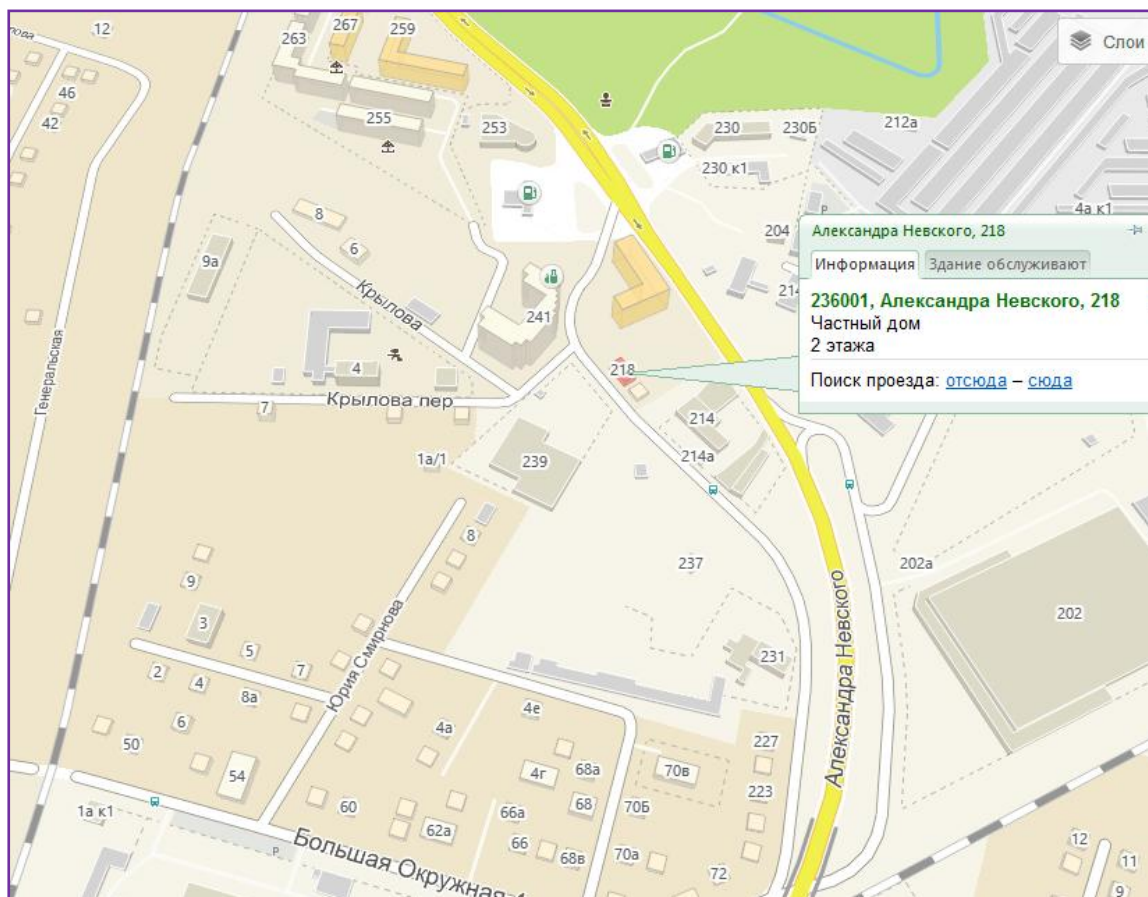 12
267
259
263
Слои
рова
46
42
255
253
230
230Б
212а
230 к1
Р
4а к1
8
6
204
9а
Крылова
241
214
Александра Невского, 218
Информация
Здание обслуживают
236001, Александра Невского, 218
Частный дом
2 этажа
Поиск проезда: отсюда – сюда
Генеральская
4
218
7
Крылова пер
214
1а/1
239
214а
8
237
202а
9
3
202
5
2
4
7
8а
Юрия Смирнова
231
Александра Невского
6
4а
4е
50
227
54
4г
68а
70в
223
1а к1
60
68
70Б
66а
62а
Р
66
68в
70а
72
12
11
9
Большая Окружная